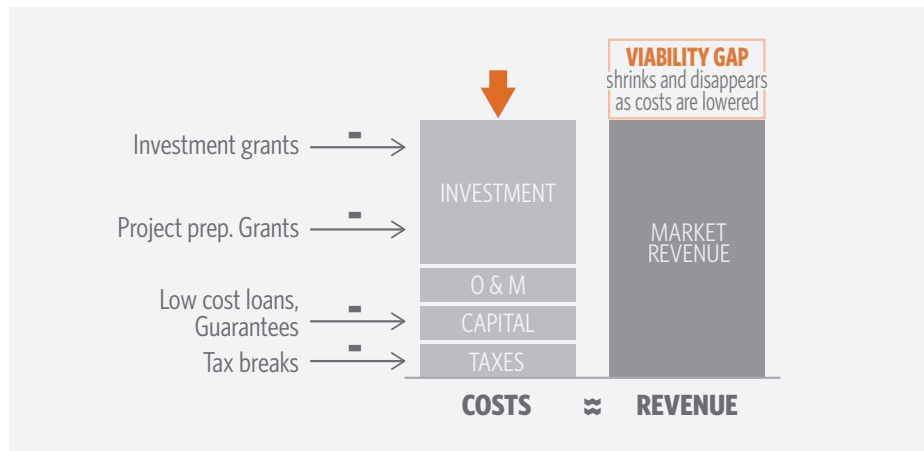 VIABILITY GAP
shrinks and disappears
as costs are lowered
Investment grants
-
INVESTMENT
Project prep. Grants
-
MARKET
REVENUE
O & M
Low cost loans,
Guarantees
-
CAPITAL
Tax breaks
-
TAXES
COSTS ≈ REVENUE